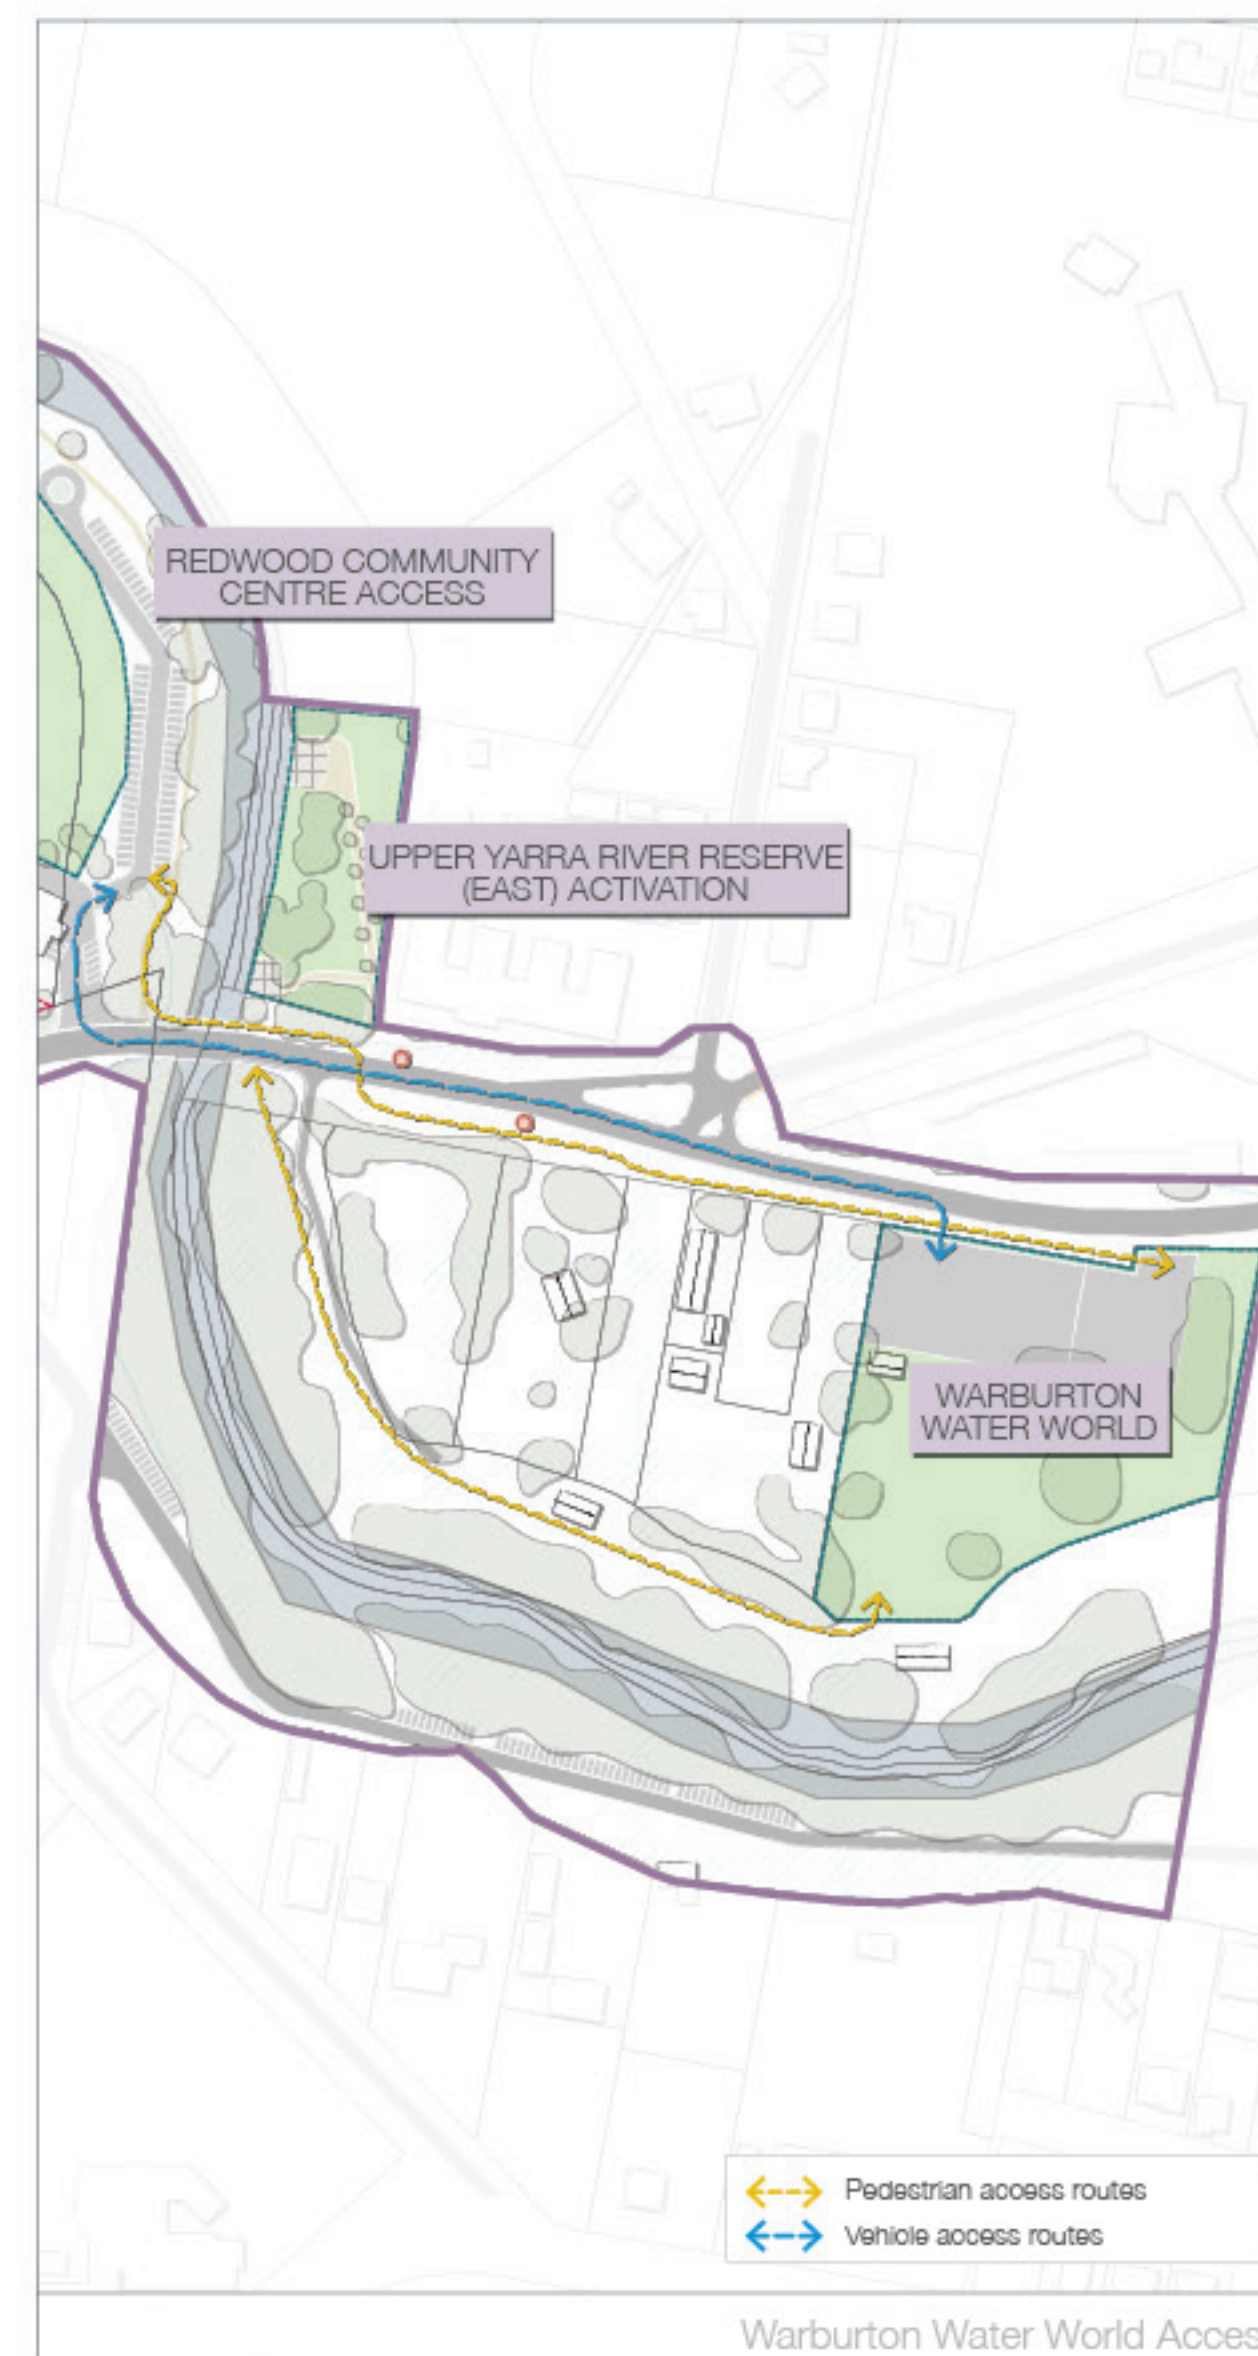 REDWOOD COMMUNITY
CENTRE ACCESS
UPPER YARRA RIVER RESERVE
(EAST) ACTIVATION
WARBURTON
WATER WORLD
Pedestrian access routes
Vehicle access routes
Warburton Water World Acces